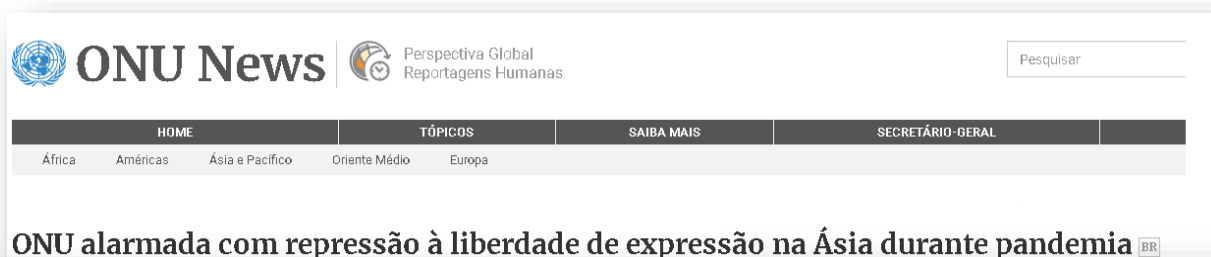 ONU News
Perspectiva Global
Reportagens Humanas
Pesquisar
HOME TÓPICOS SAIBA MAIS SECRETÁRIO-GERAL
África Américas Ásia e Pacífico Oriente Médio Europa
ONU alarmada com repressão à liberdade de expressão na Ásia durante pandemia BR